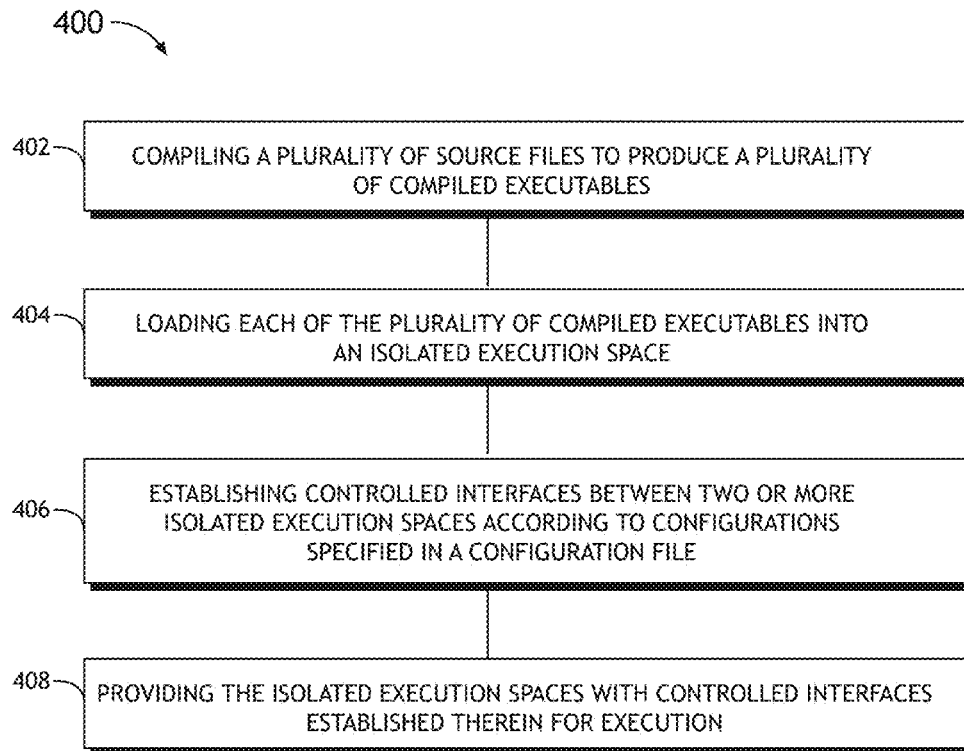 400
402
COMPILING A PLURALITY OF SOURCE FILES TO PRODUCE A PLURALITY
OF COMPILED EXECUTABLES
404
LOADING EACH OF THE PLURALITY OF COMPILED EXECUTABLES INTO
AN ISOLATED EXECUTION SPACE
406
ESTABLISHING CONTROLLED INTERFACES BETWEEN TWO OR MORE
ISOLATED EXECUTION SPACES ACCORDING TO CONFIGURATIONS
SPECIFIED IN A CONFIGURATION FILE
408
PROVIDING THE ISOLATED EXECUTION SPACES WITH CONTROLLED INTERFACES
ESTABLISHED THEREIN FOR EXECUTION